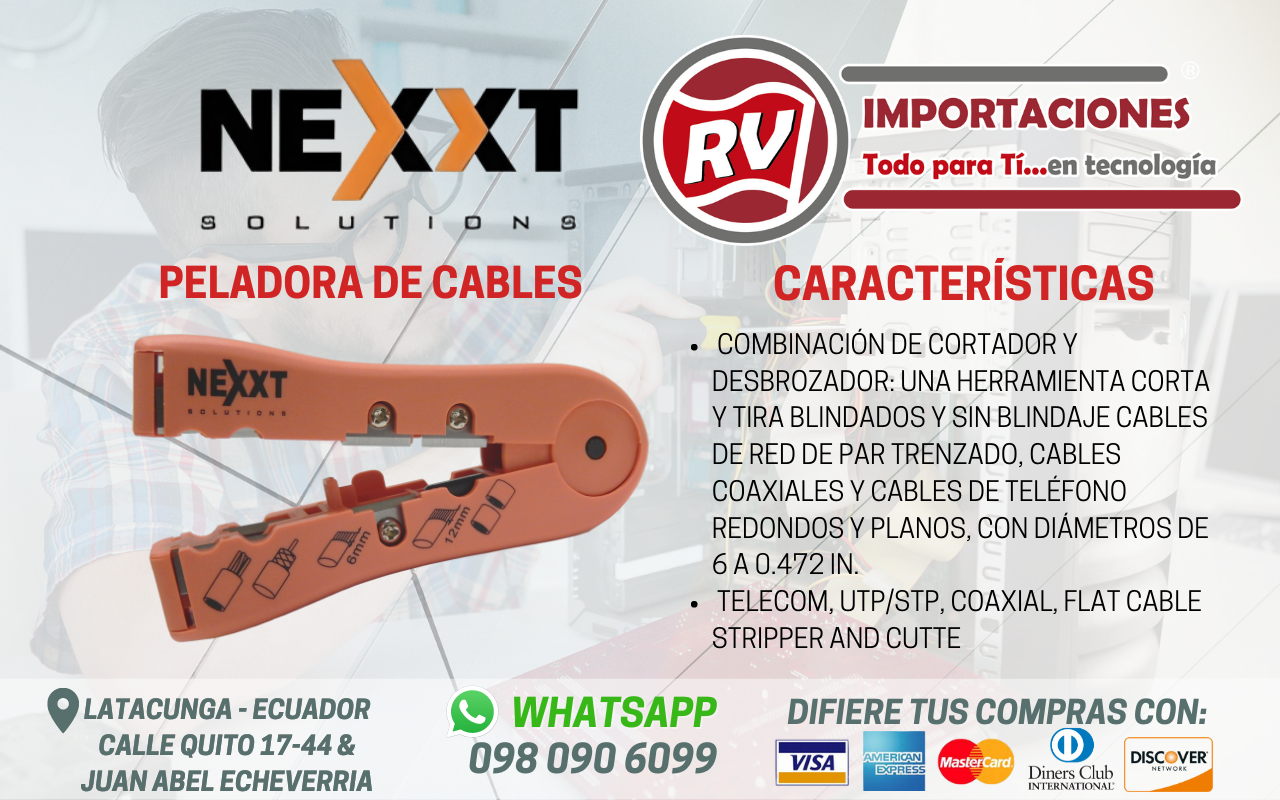 NEXXT
SOLUTIONS
RV
®
IMPORTACIONES
Todo para Tí...en tecnología
PELADORA DE CABLES
NEXXT
SOLUTIONS
6mm
12mm
CARACTERÍSTICAS
• COMBINACIÓN DE CORTADOR Y
DESBROZADOR: UNA HERRAMIENTA CORTA
Y TIRA BLINDADOS Y SIN BLINDAJE CABLES
DE RED DE PAR TRENZADO, CABLES
COAXIALES Y CABLES DE TELÉFONO
REDONDOS Y PLANOS, CON DIÁMETROS DE
6 A 0.472 IN.
• TELECOM, UTP/STP, COAXIAL, FLAT CABLE
STRIPPER AND CUTTE
LATACUNGA - ECUADOR
CALLE QUITO 17-44 &
JUAN ABEL ECHEVERRIA
WHATSAPP
098 090 6099
DIFIERE TUS COMPRAS CON:
VISA
AMERICAN
EXPRESS
MasterCard
Diners Club
INTERNATIONAL
DISCOVER
NETWORK